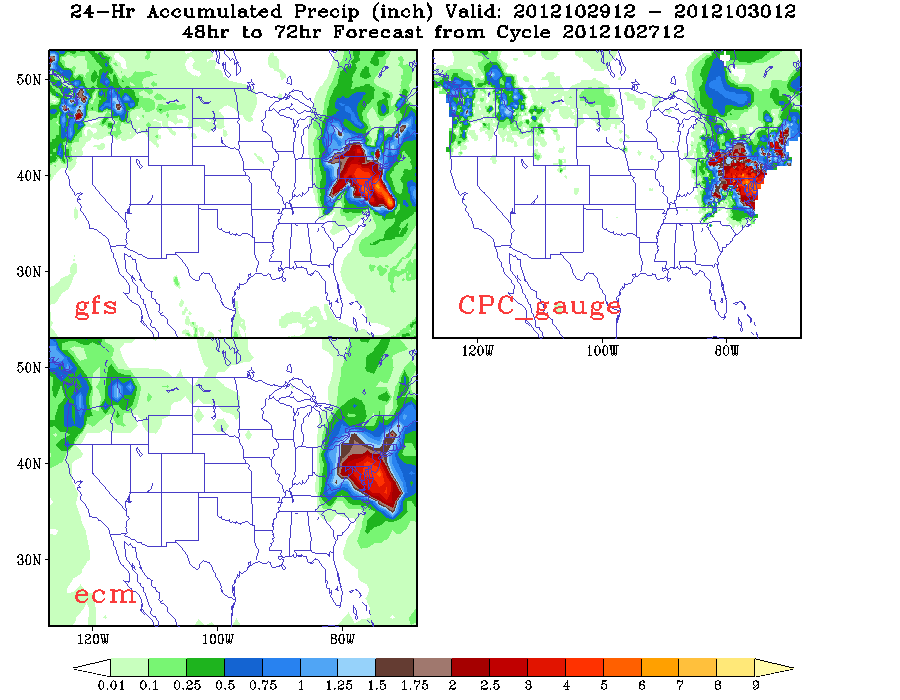 24-Hr Accumulated Precip (inch) Valid: 2012102912 - 2012103012
48hr to 72hr Forecast from Cycle 2012102712
50N
40N
30N
gfs
CPC_gauge
120W 100W 80W
50N
40N
30N
ecm
120W 100W 80W
0.01 0.1 0.25 0.5 0.75 1 1.25 1.5 1.75 2 2.5 3 4 5 6 7 8 9